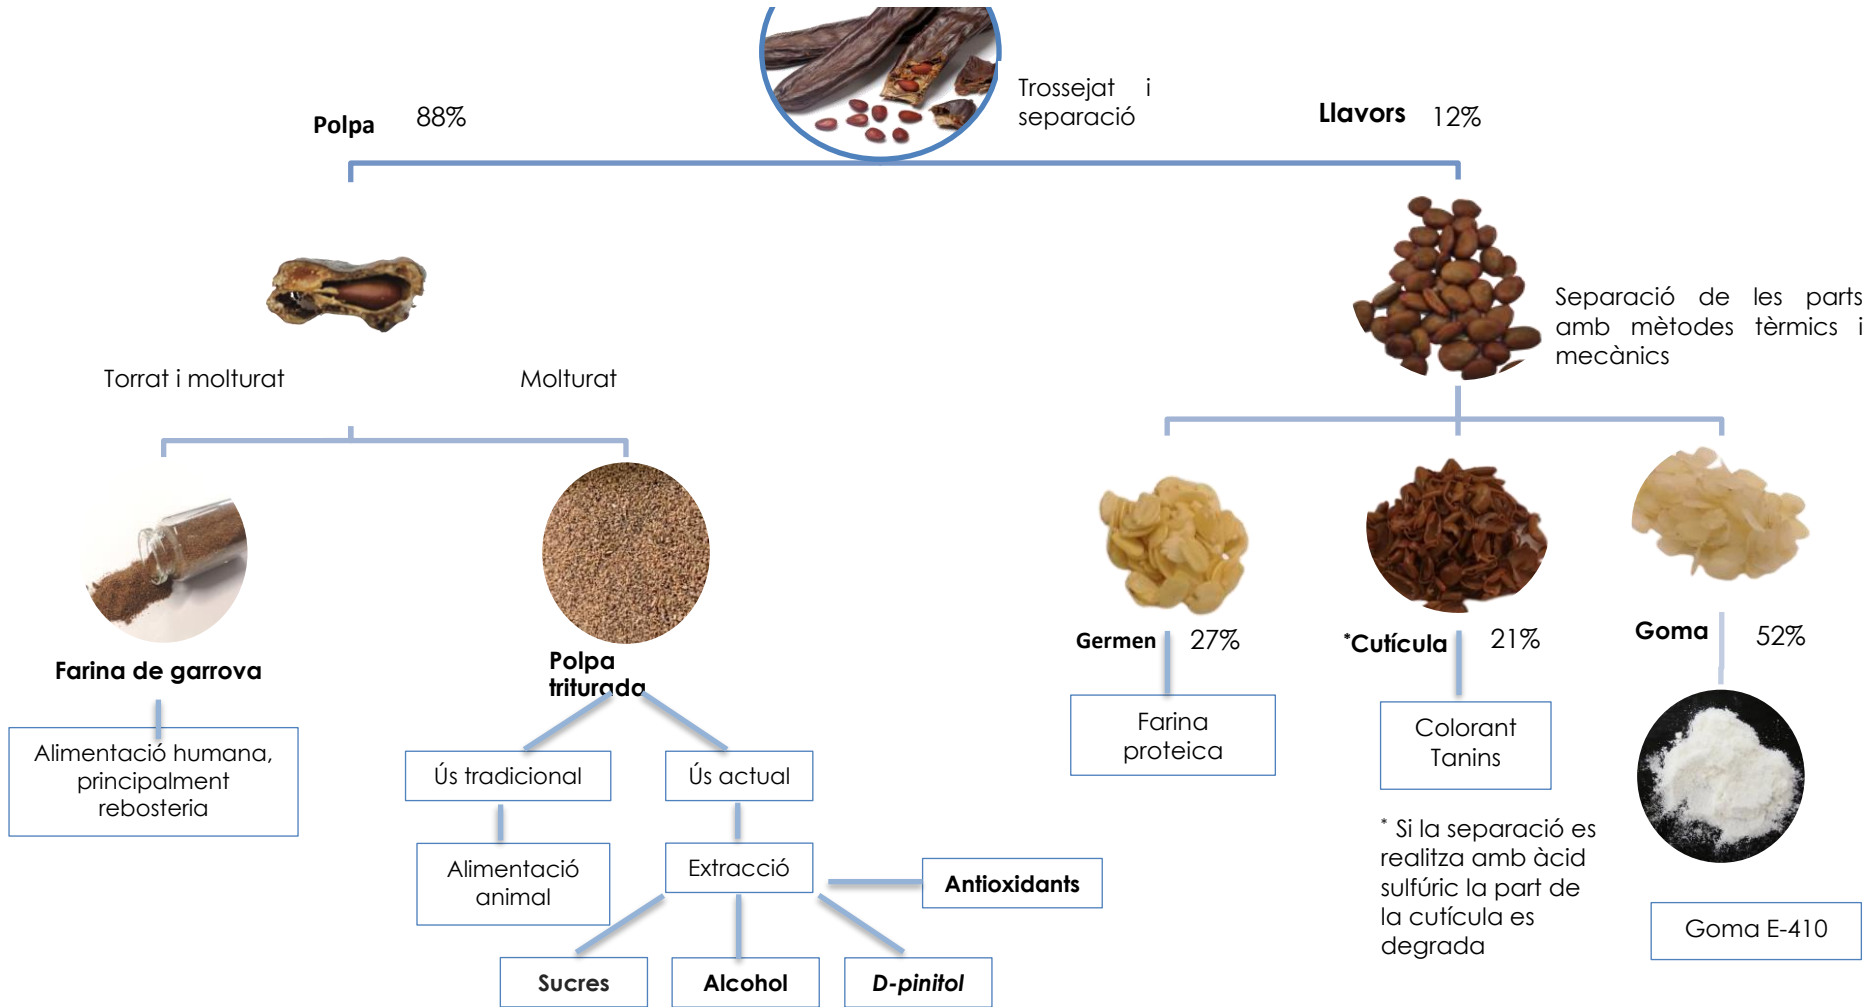 Trossejat i
separació
Polpa 88%
Llavors 12%
Separació de les parts
amb mètodes tèrmics i
mecànics
Torrat i molturat
Molturat
Farina de garrova
Polpa
triturada
Germen 27%
*Cutícula 21%
Goma 52%
Alimentació humana,
principalment
rebosteria
Ús tradicional
Ús actual
Farina
proteica
Colorant
Tanins
Alimentació
animal
Extracció
Antioxidants
* Si la separació es
realitza amb àcid
sulfúric la part de
la cutícula es
degrada
Goma E-410
Sucres
Alcohol
D-pinitol